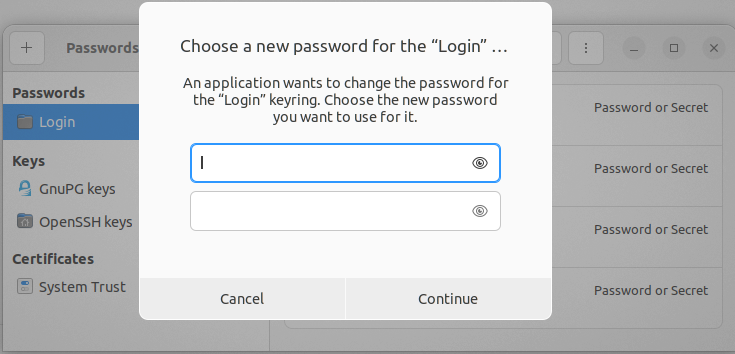 Choose a new password for the “Login” …
An application wants to change the password for
the “Login” keyring. Choose the new password
you want to use for it.
Cancel
Continue
Passwords
Passwords
Login
Keys
GnuPG keys
OpenSSH keys
Certificates
System Trust
Password or Secret
Password or Secret
Password or Secret
Password or Secret